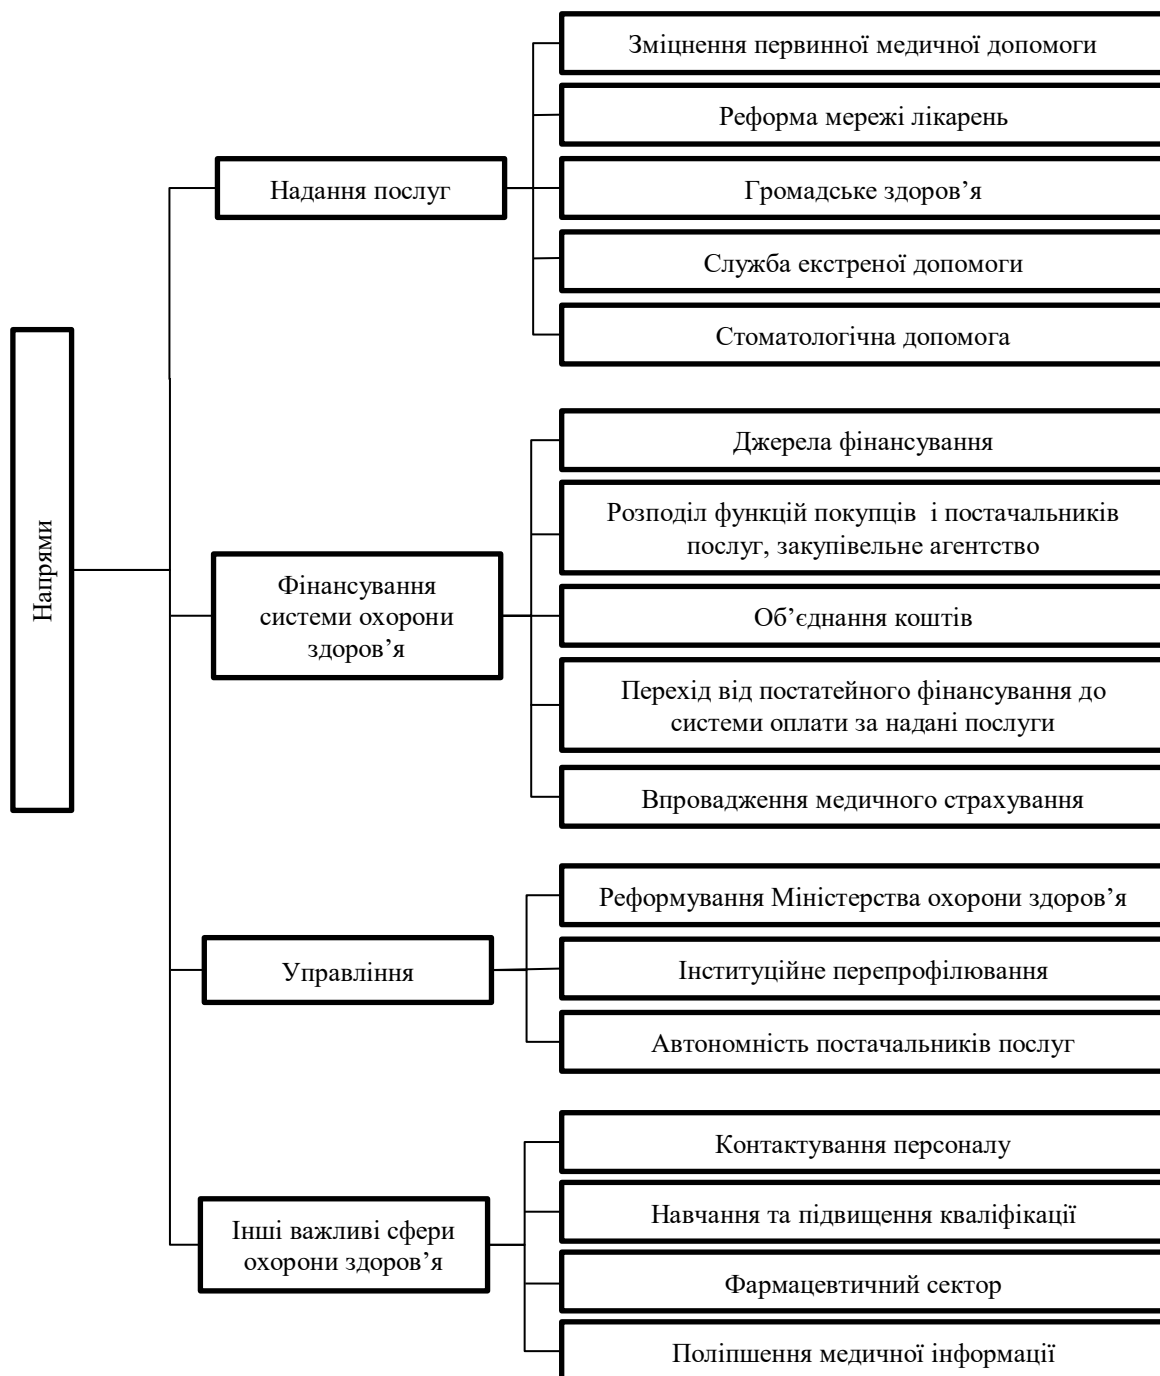 Напрями
Надання послуг
Зміцнення первинної медичної допомоги
Реформа мережі лікарень
Громадське здоров’я
Служба екстреної допомоги
Стоматологічна допомога
Фінансування
системи охорони
здоров’я
Джерела фінансування
Розподіл функцій покупців і постачальників
послуг, закупівельне агентство
Об’єднання коштів
Перехід від постатейного фінансування до
системи оплати за надані послуги
Впровадження медичного страхування
Управління
Реформування Міністерства охорони здоров’я
Інституційне перепрофілювання
Автономність постачальників послуг
Інші важливі сфери
охорони здоров’я
Контактування персоналу
Навчання та підвищення кваліфікації
Фармацевтичний сектор
Поліпшення медичної інформації